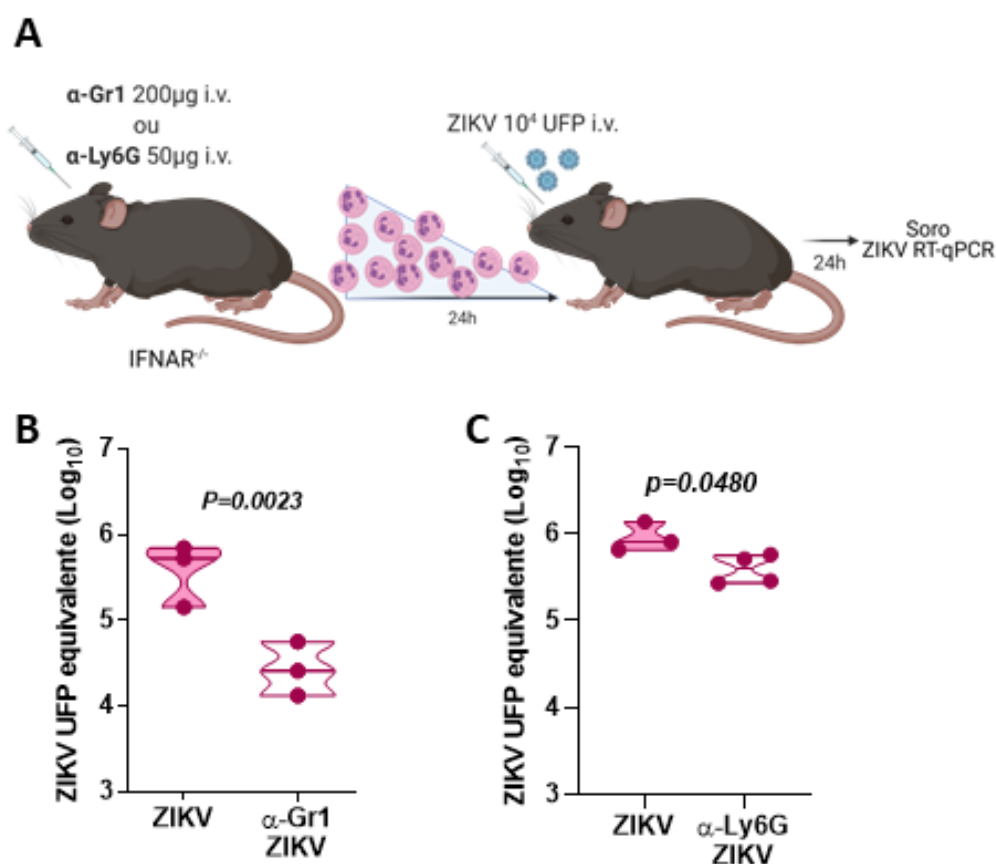 A
α-Gr1 200μg i.v.
ou
α-Ly6G 50μg i.v.
ZIKV 10⁴ UFP i.v.
Soro
ZIKV RT-qPCR
24h
24h
IFNAR⁻/⁻
B
ZIKV UFP equivalente (Log₁₀)
7
6
5
4
3
P=0.0023
ZIKV
α-Gr1
ZIKV
C
ZIKV UFP equivalente (Log₁₀)
7
6
5
4
3
p=0.0480
ZIKV
α-Ly6G
ZIKV